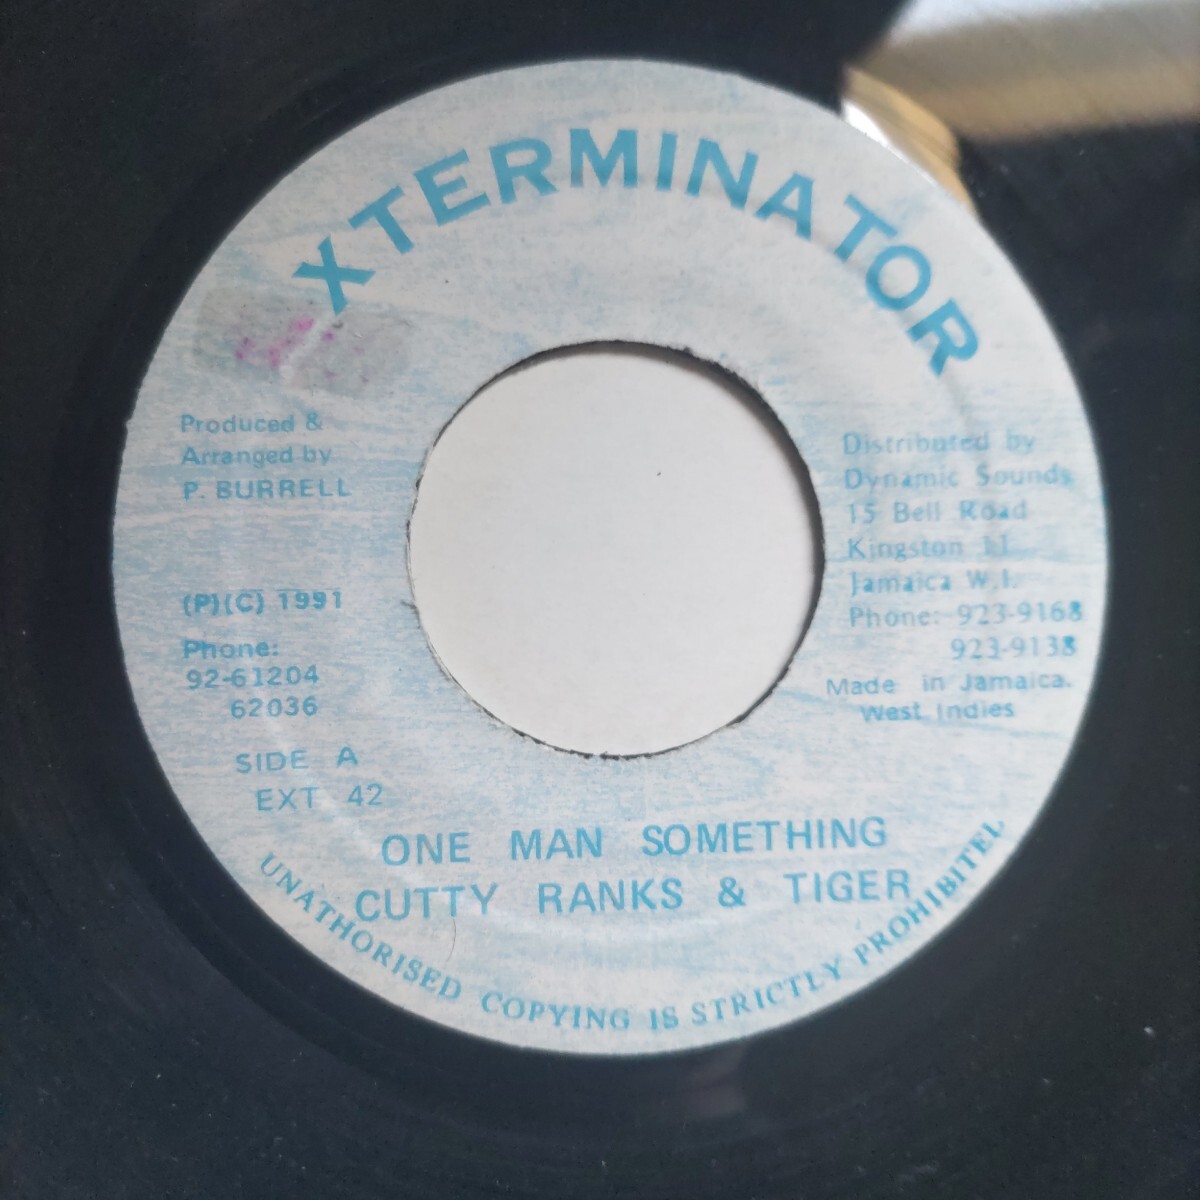 XTERMINATOR
Produced &
Arranged by
P. BURRELL
(P)(C) 1991
Phone:
92-61204
62036
SIDE A
EXT 42
Distributed by
Dynamic Sounds
15 Bell Road
Kingston 11
Jamaica W.I.
Phone: 923-9168
923-9138
Made in Jamaica.
West Indies
ONE MAN SOMETHING
CUTTY RANKS & TIGER
UNATHORISED COPYING IS STRICTLY PROHIBITEL